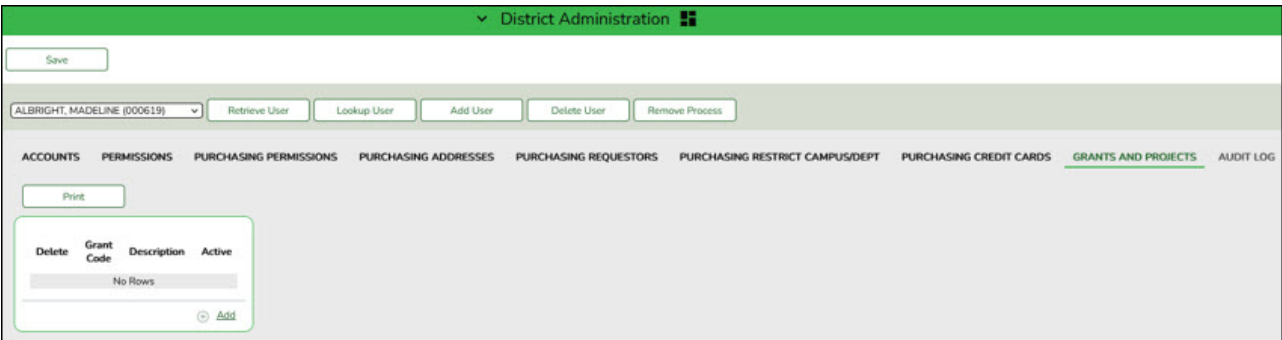 District Administration
Save
ALBRIGHT, MADELINE (000619) Retrieve User Lookup User Add User Delete User Remove Process
ACCOUNTS PERMISSIONS PURCHASING PERMISSIONS PURCHASING ADDRESSES PURCHASING REQUESTORS PURCHASING RESTRICT CAMPUS/DEPT PURCHASING CREDIT CARDS GRANTS AND PROJECTS AUDIT LOG
Print
Delete Grant Code Description Active
No Rows
Add